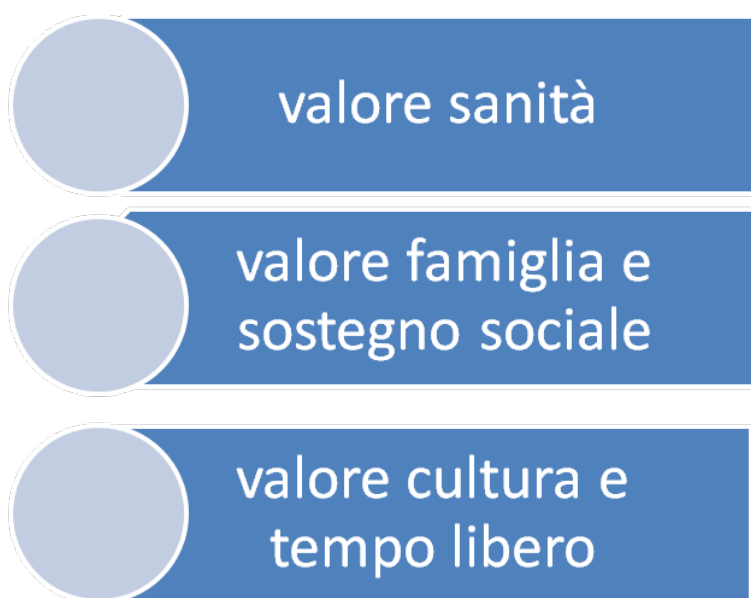 valore sanità
valore famiglia e
sostegno sociale
valore cultura e
tempo libero